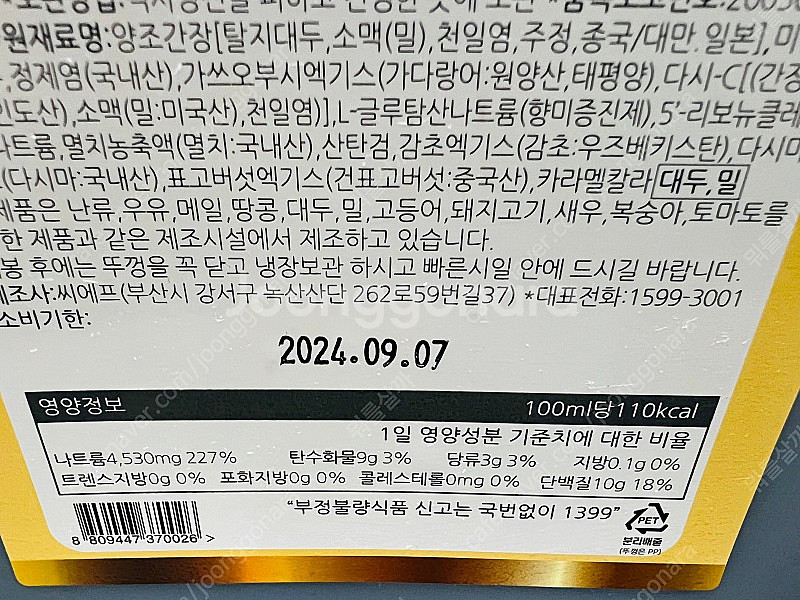 원재료명:양조간장[탈지대두,소맥(밀),천일염,주정,종국/대만.일본],미
,정제염(국내산),가쓰오부시엑기스(가다랑어:원양산,태평양),다시-C[(간장
인도산),소맥(밀:미국산),천일염)],L-글루탐산나트륨(향미증진제),5'-리보뉴클레
나트륨,멸치농축액(멸치:국내산),산탄검,감초엑기스(감초:우즈베키스탄),다시마
(다시마:국내산),표고버섯엑기스(건표고버섯:중국산),카라멜칼라 대두,밀
제품은 난류,우유,메일,땅콩,대두,밀,고등어,돼지고기,새우,복숭아,토마토를
한 제품과 같은 제조시설에서 제조하고 있습니다.
봉 후에는 뚜껑을 꼭 닫고 냉장보관 하시고 빠른시일 안에 드시길 바랍니다.
제조사:씨에프(부산시 강서구 녹산산단 262로59번길37) *대표전화:1599-3001
소비기한:
joonggonara
2024.09.07
영양정보 100ml당110kcal
1일 영양성분 기준치에 대한 비율
나트륨4,530mg 227% 탄수화물9g 3% 당류3g 3% 지방0.1g 0%
트렌스지방0g 0% 포화지방0g 0% 콜레스테롤0mg 0% 단백질10g 18%
"부정불량식품 신고는 국번없이 1399"
PET
분리배출
(뚜껑은 PP)
8 809447 370026 >